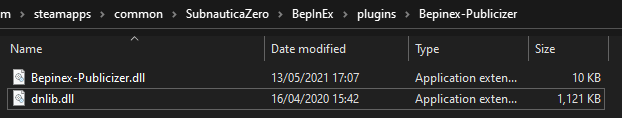 m › steamapps › common › SubnauticaZero › BepInEx › plugins › Bepinex-Publicizer
Name Date modified Type Size
Bepinex-Publicizer.dll 13/05/2021 17:07 Application exten... 10 KB
dnlib.dll 16/04/2020 15:42 Application exten... 1,121 KB